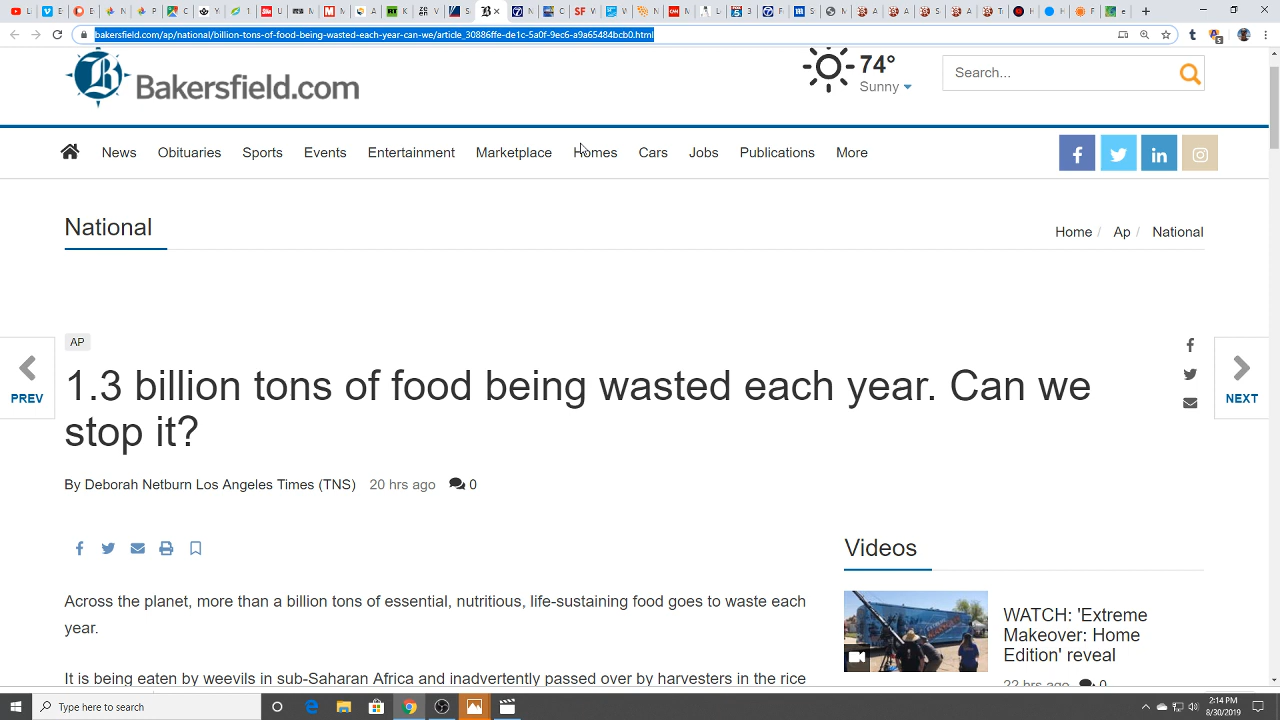 bakersfield.com/ap/national/billion-tons-of-food-being-wasted-each-year-can-we/article_30886ffe-de1c-5a0f-9ec6-a9a65484bcb0.html
Bakersfield.com
74°
Sunny
Search...
News Obituaries Sports Events Entertainment Marketplace Homes Cars Jobs Publications More
National
Home / Ap / National
AP
PREV
NEXT
1.3 billion tons of food being wasted each year. Can we
stop it?
By Deborah Netburn Los Angeles Times (TNS) 20 hrs ago 0
Videos
Across the planet, more than a billion tons of essential, nutritious, life-sustaining food goes to waste each
year.
WATCH: 'Extreme
Makeover: Home
Edition' reveal
22 hrs ago 0
It is being eaten by weevils in sub-Saharan Africa and inadvertently passed over by harvesters in the rice
Type here to search
2:14 PM
8/30/2019